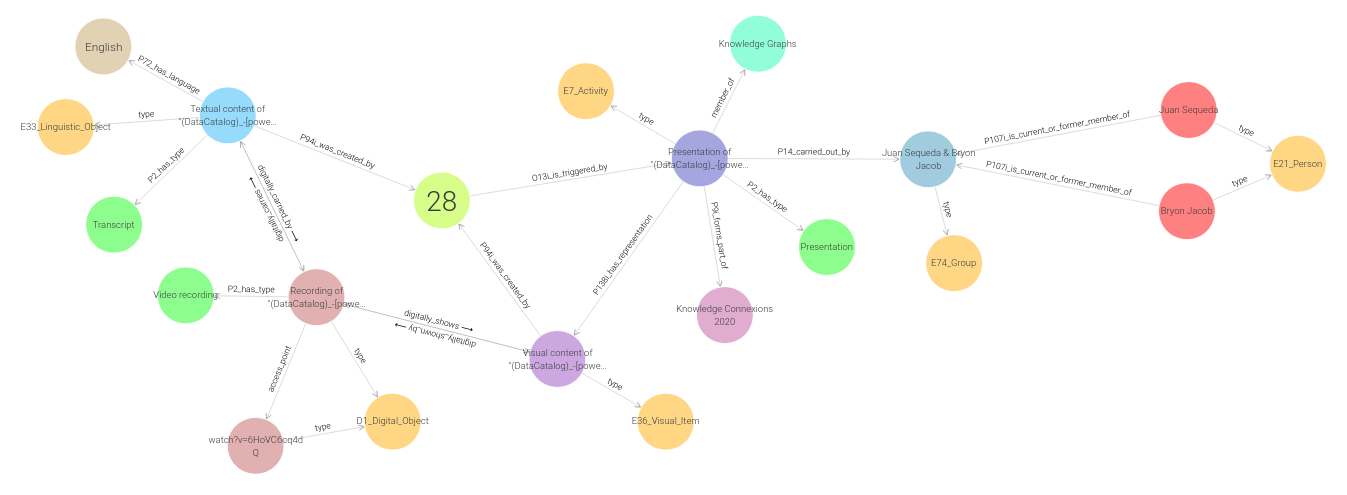 English
P72_has_language
E33_Linguistic_Object
type
Textual content of
"(DataCatalog)_-[powe...
P2_has_type
Transcript
P94i_was_created_by
digitally_carried_by ⟶
digitally_carries ⟶
28
O13i_is_triggered_by
E7_Activity
type
Knowledge Graphs
member_of
Presentation of
"(DataCatalog)_-[powe...
P14_carried_out_by
Juan Sequeda & Bryon
Jacob
P107i_is_current_or_former_member_of
P107i_is_current_or_former_member_of
Juan Sequeda
type
E21_Person
type
Bryon Jacob
type
E74_Group
P2_has_type
Presentation
P9i_forms_part_of
Knowledge Connexions
2020
P138i_has_representation
Video recording
P2_has_type
Recording of
"(DataCatalog)_-[powe...
digitally_shows ⟶
digitally_shown_by ⟶
P94i_was_created_by
Visual content of
"(DataCatalog)_-[powe...
type
E36_Visual_Item
access_point
type
D1_Digital_Object
watch?v=6HoVC6cq4d
Q
type